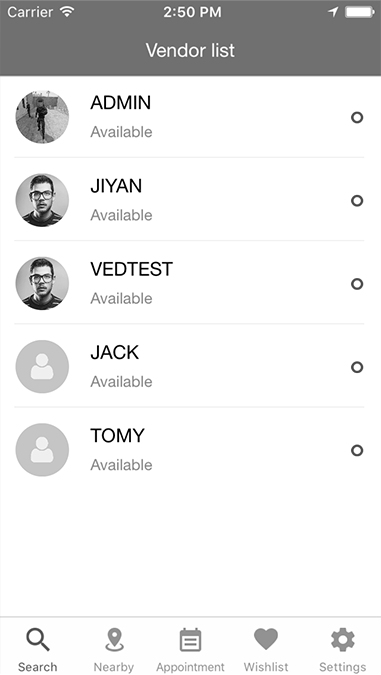 Carrier 2:50 PM
Vendor list
ADMIN
Available
JIYAN
Available
VEDTEST
Available
JACK
Available
TOMY
Available
Search Nearby Appointment Wishlist Settings